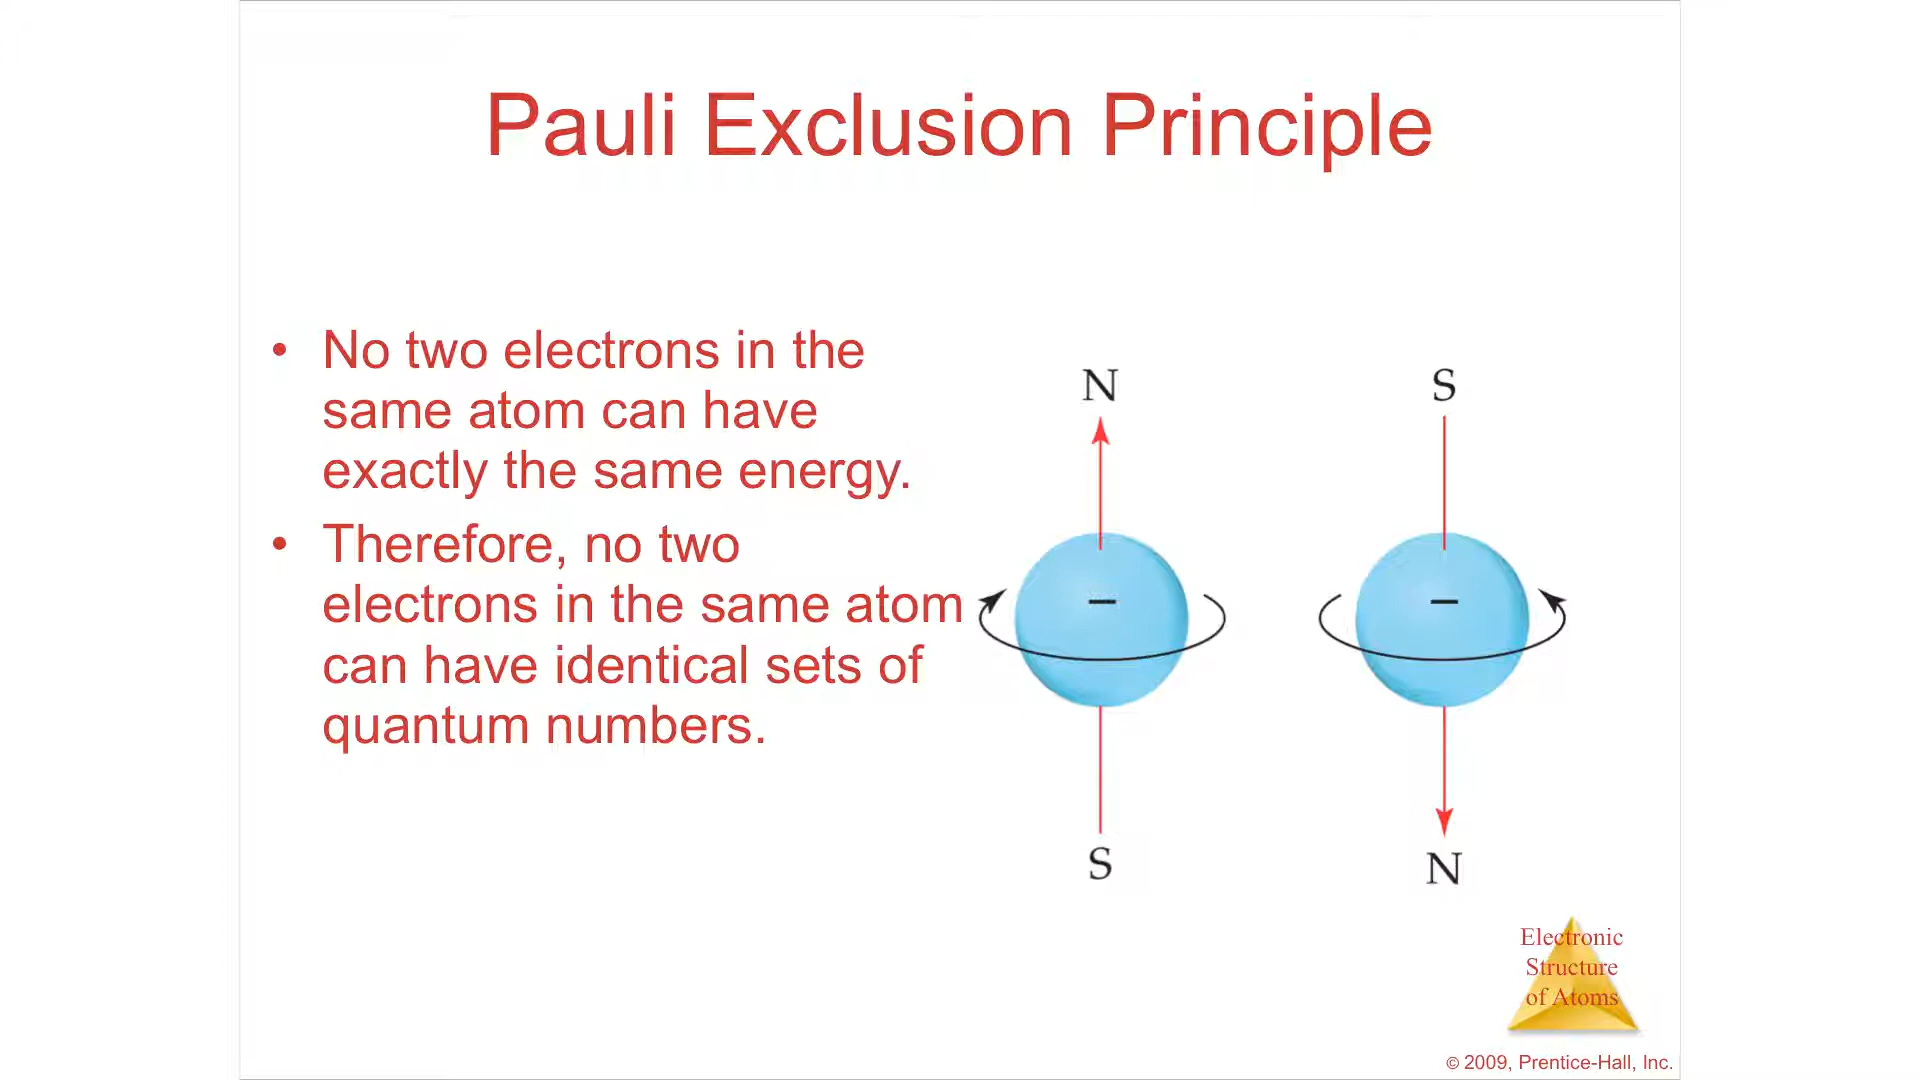 Pauli Exclusion Principle
• No two electrons in the
same atom can have
exactly the same energy.
• Therefore, no two
electrons in the same atom
can have identical sets of
quantum numbers.
N
S
–
–
S
N
Electronic
Structure
of Atoms
© 2009, Prentice-Hall, Inc.